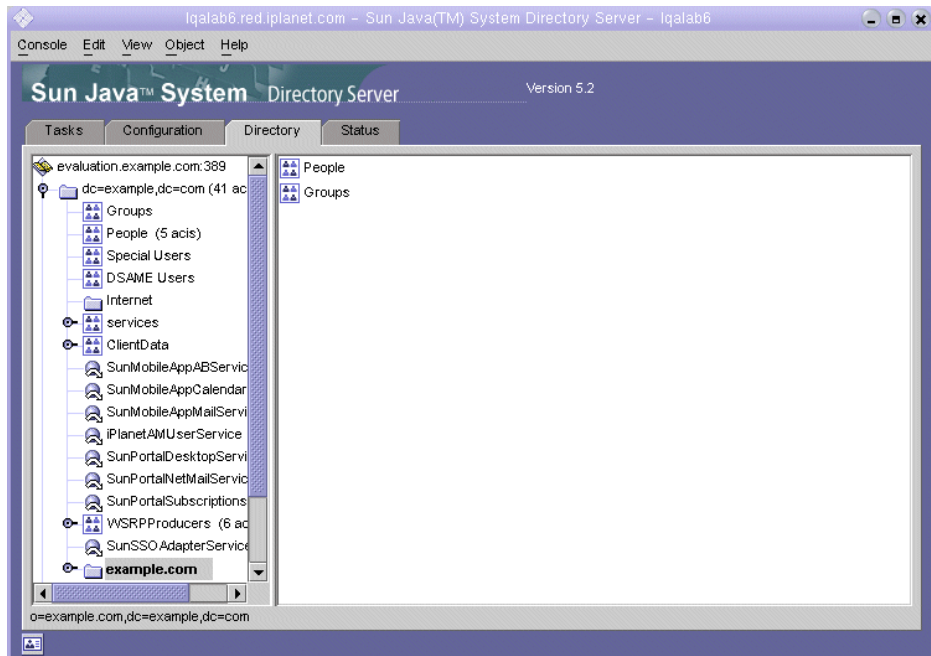 lqalab6.red.iplanet.com – Sun Java(TM) System Directory Server – lqalab6
Console Edit View Object Help
Sun Java™ System Directory Server
Version 5.2
Tasks Configuration Directory Status
evaluation.example.com:389
dc=example,dc=com (41 ac
Groups
People (5 acis)
Special Users
DSAME Users
Internet
services
ClientData
SunMobileAppABServic
SunMobileAppCalendar
SunMobileAppMailServi
iPlanetAMUserService
SunPortalDesktopServi
SunPortalNetMailServic
SunPortalSubscriptions
WSRPProducers (6 ac
SunSSOAdapterService
example.com
People
Groups
o=example.com,dc=example,dc=com